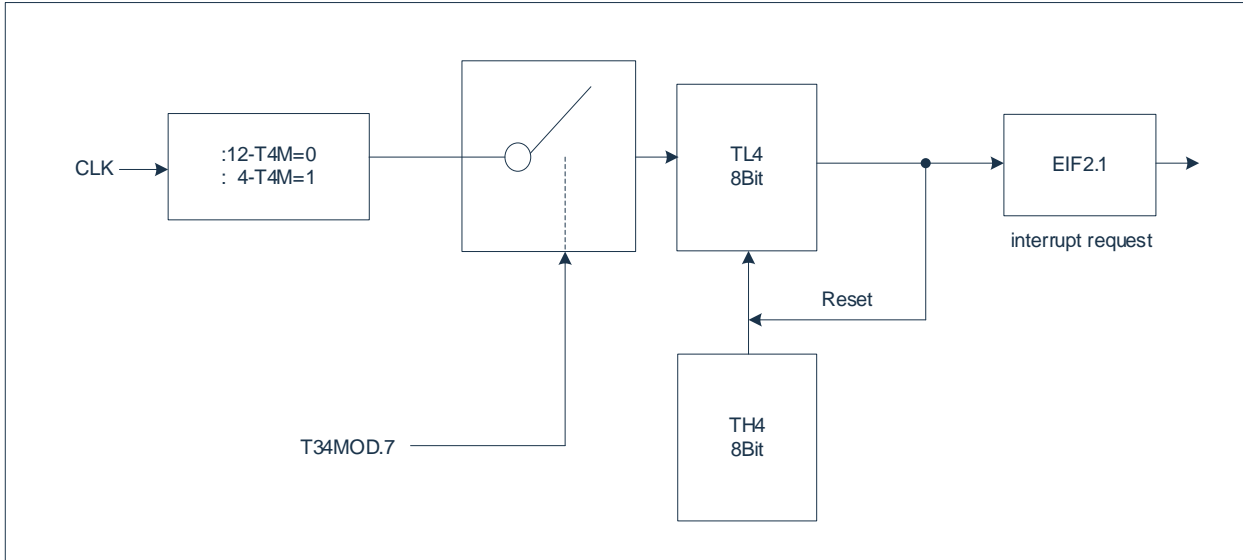 CLK
:12-T4M=0
: 4-T4M=1
TL4
8Bit
EIF2.1
interrupt request
Reset
TH4
8Bit
T34MOD.7